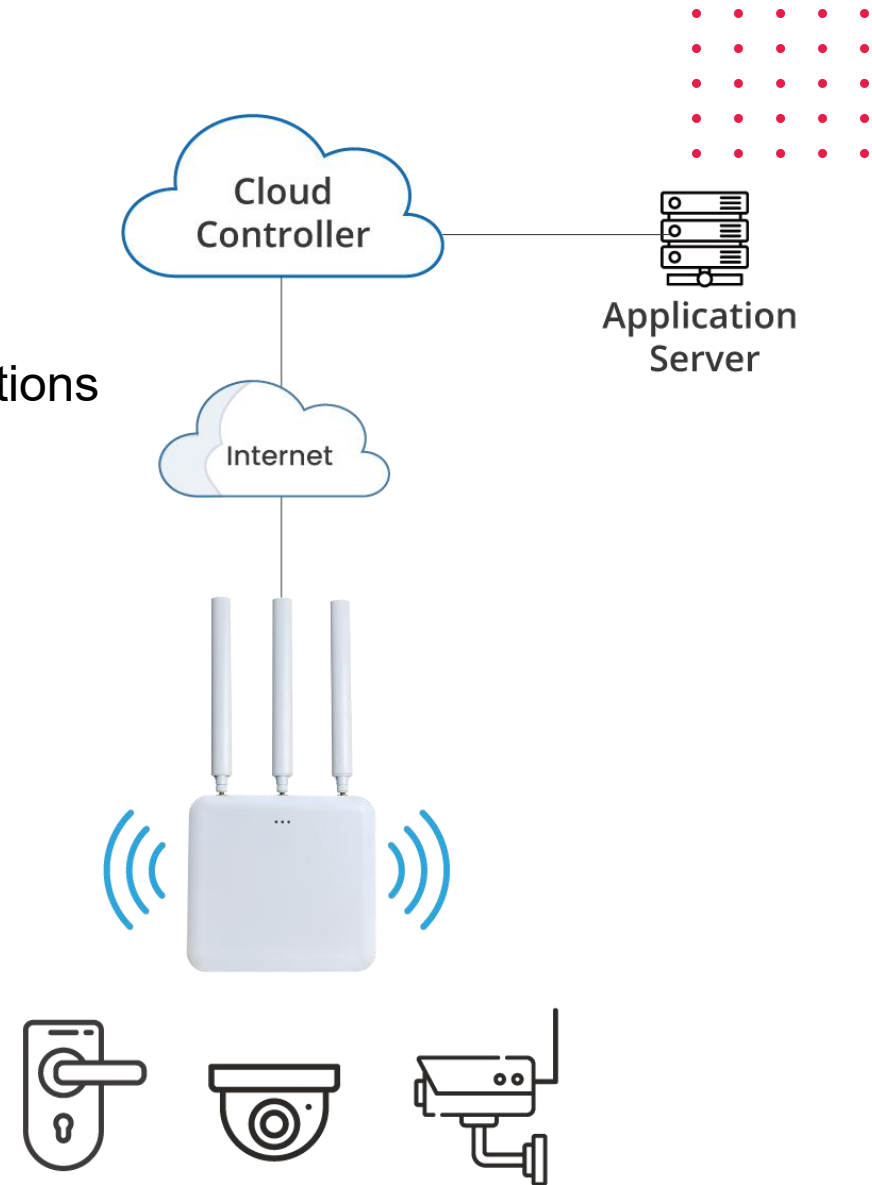 Cloud
Controller
Application
Server
tions
Internet